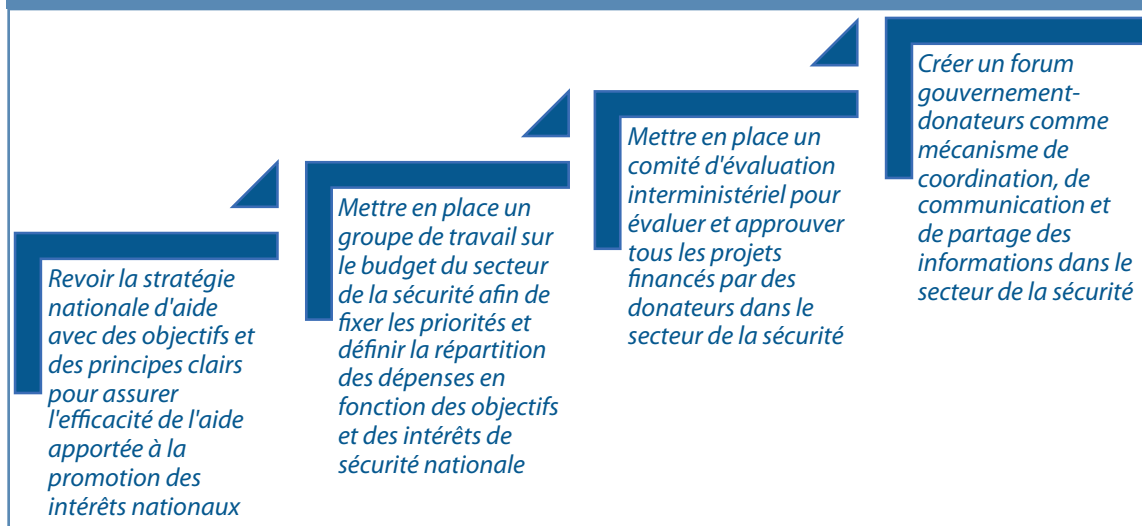 Revoir la stratégie
nationale d'aide
avec des objectifs et
des principes clairs
pour assurer
l'efficacité de l'aide
apportée à la
promotion des
intérêts nationaux
Mettre en place un
groupe de travail sur
le budget du secteur
de la sécurité afin de
fixer les priorités et
définir la répartition
des dépenses en
fonction des objectifs
et des intérêts de
sécurité nationale
Mettre en place un
comité d'évaluation
interministériel pour
évaluer et approuver
tous les projets
financés par des
donateurs dans le
secteur de la sécurité
Créer un forum
gouvernement-
donateurs comme
mécanisme de
coordination, de
communication et
de partage des
informations dans le
secteur de la sécurité